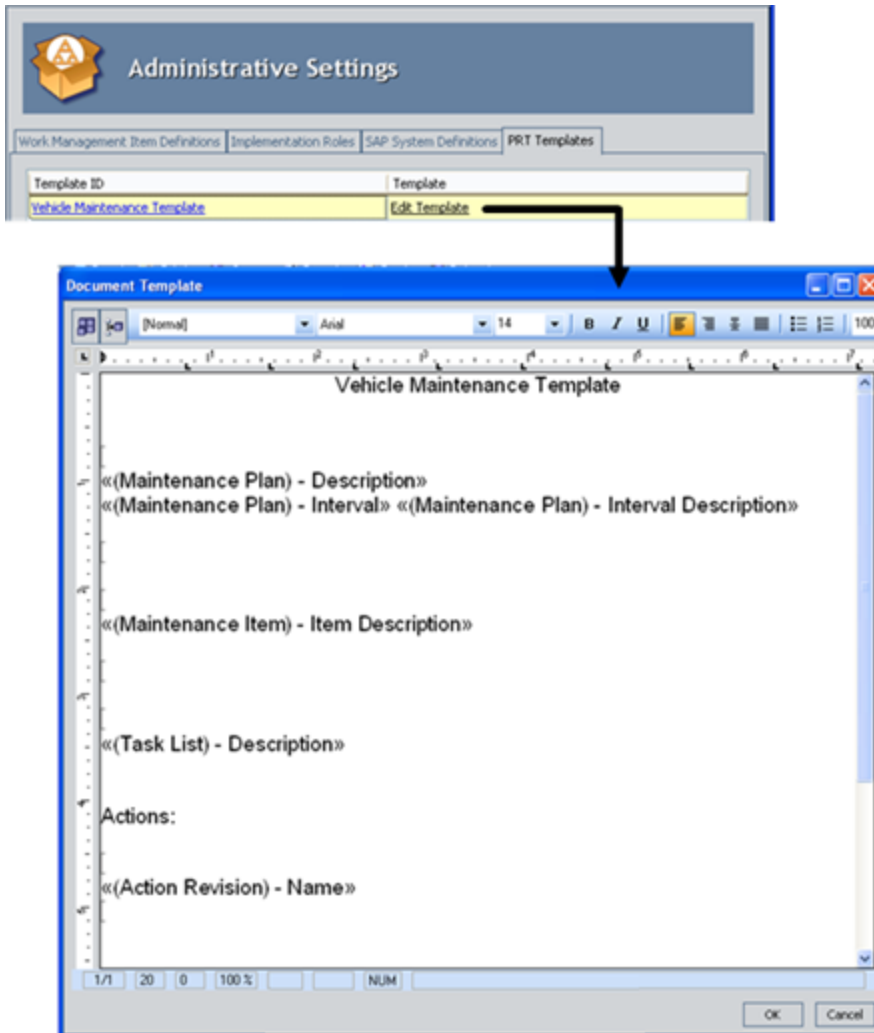 Administrative Settings
Work Management Item Definitions Implementation Roles SAP System Definitions PRT Templates
Template ID Template
Vehicle Maintenance Template Edit Template
Document Template
[Normal] Arial 14 B I U 100
Vehicle Maintenance Template
«(Maintenance Plan) - Description»
«(Maintenance Plan) - Interval» «(Maintenance Plan) - Interval Description»
«(Maintenance Item) - Item Description»
«(Task List) - Description»
Actions:
«(Action Revision) - Name»
1/1 20 0 100 % NUM
OK Cancel